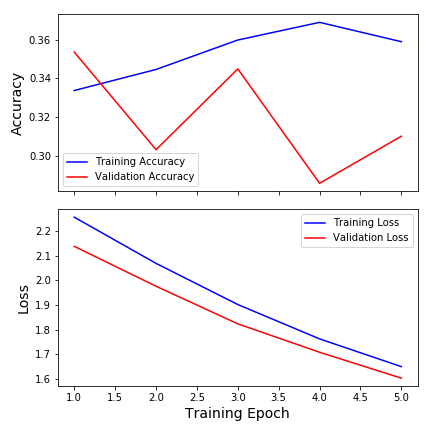 0.36
0.34
0.32
0.30
Accuracy
Training Accuracy
Validation Accuracy
2.2
2.1
2.0
1.9
1.8
1.7
1.6
Loss
Training Loss
Validation Loss
1.0 1.5 2.0 2.5 3.0 3.5 4.0 4.5 5.0
Training Epoch